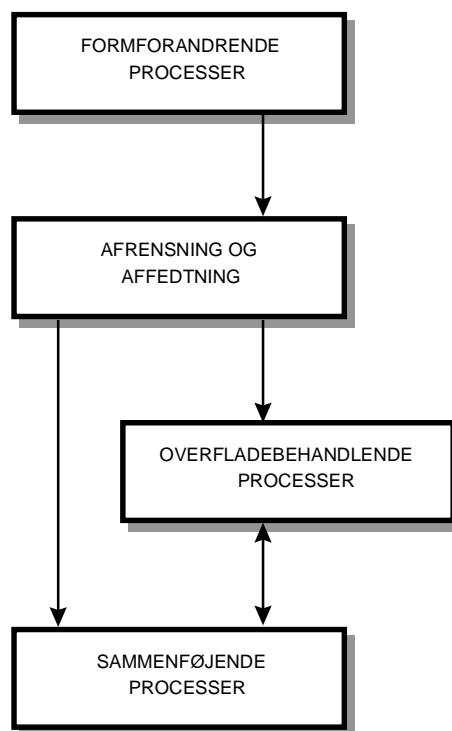 FORMFORANDRENDE
PROCESSER
AFRENSNING OG
AFFEDTNING
OVERFLADEBEHANDLENDE
PROCESSER
SAMMENFØJENDE
PROCESSER